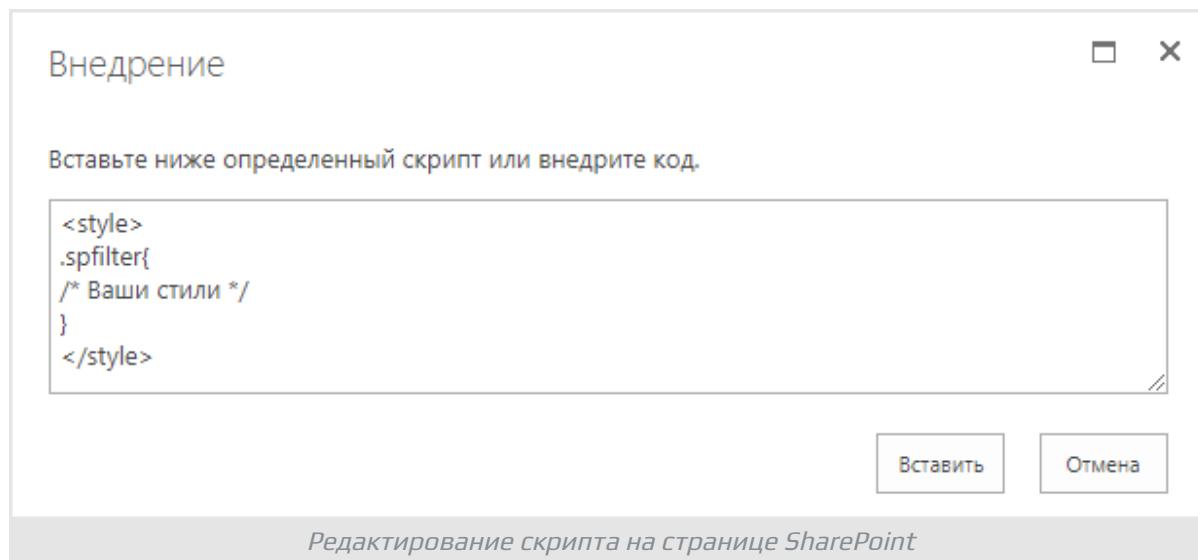 Внедрение
Вставьте ниже определенный скрипт или внедрите код.
<style>
.spfilter{
/* Ваши стили */
}
</style>
Вставить Отмена
Редактирование скрипта на странице SharePoint